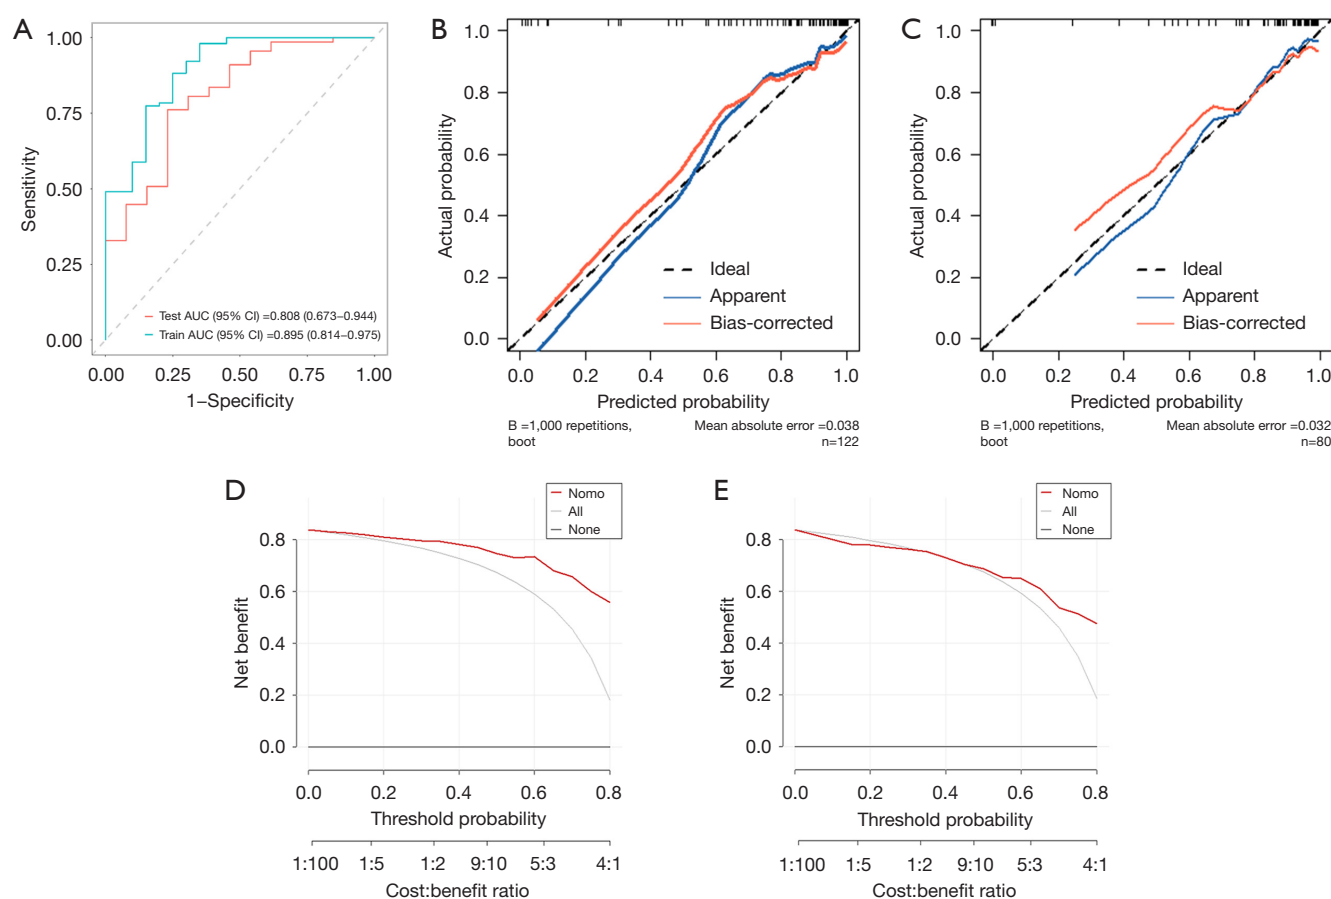 A
1.00
0.75
0.50
0.25
0.00
Sensitivity
Test AUC (95% CI) =0.808 (0.673–0.944)
Train AUC (95% CI) =0.895 (0.814–0.975)
0.00 0.25 0.50 0.75 1.00
1–Specificity
B
1.0
0.8
0.6
0.4
0.2
0.0
Actual probability
Ideal
Apparent
Bias-corrected
0.0 0.2 0.4 0.6 0.8 1.0
Predicted probability
B =1,000 repetitions, Mean absolute error =0.038
boot n=122
C
1.0
0.8
0.6
0.4
0.2
0.0
Actual probability
Ideal
Apparent
Bias-corrected
0.0 0.2 0.4 0.6 0.8 1.0
Predicted probability
B =1,000 repetitions, Mean absolute error =0.032
boot n=80
D
Nomo
All
None
0.8
0.6
0.4
0.2
0.0
Net benefit
0.0 0.2 0.4 0.6 0.8
Threshold probability
1:100 1:5 1:2 9:10 5:3 4:1
Cost:benefit ratio
E
Nomo
All
None
0.8
0.6
0.4
0.2
0.0
Net benefit
0.0 0.2 0.4 0.6 0.8
Threshold probability
1:100 1:5 1:2 9:10 5:3 4:1
Cost:benefit ratio